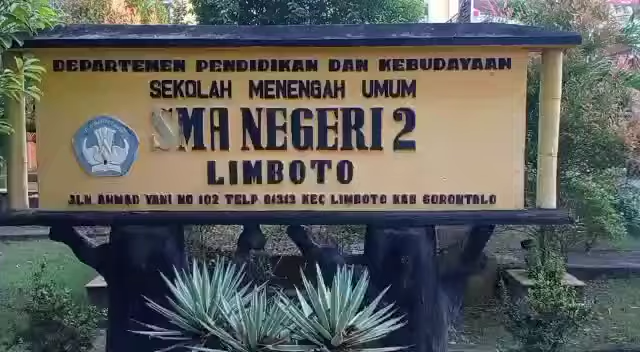 DEPARTEMEN PENDIDIKAN DAN KEBUDAYAAN
SEKOLAH MENENGAH UMUM
SMA NEGERI 2
LIMBOTO
JLN AHMAD YANI NO 102 TELP 81313 KEC LIMBOTO KAB GORONTALO